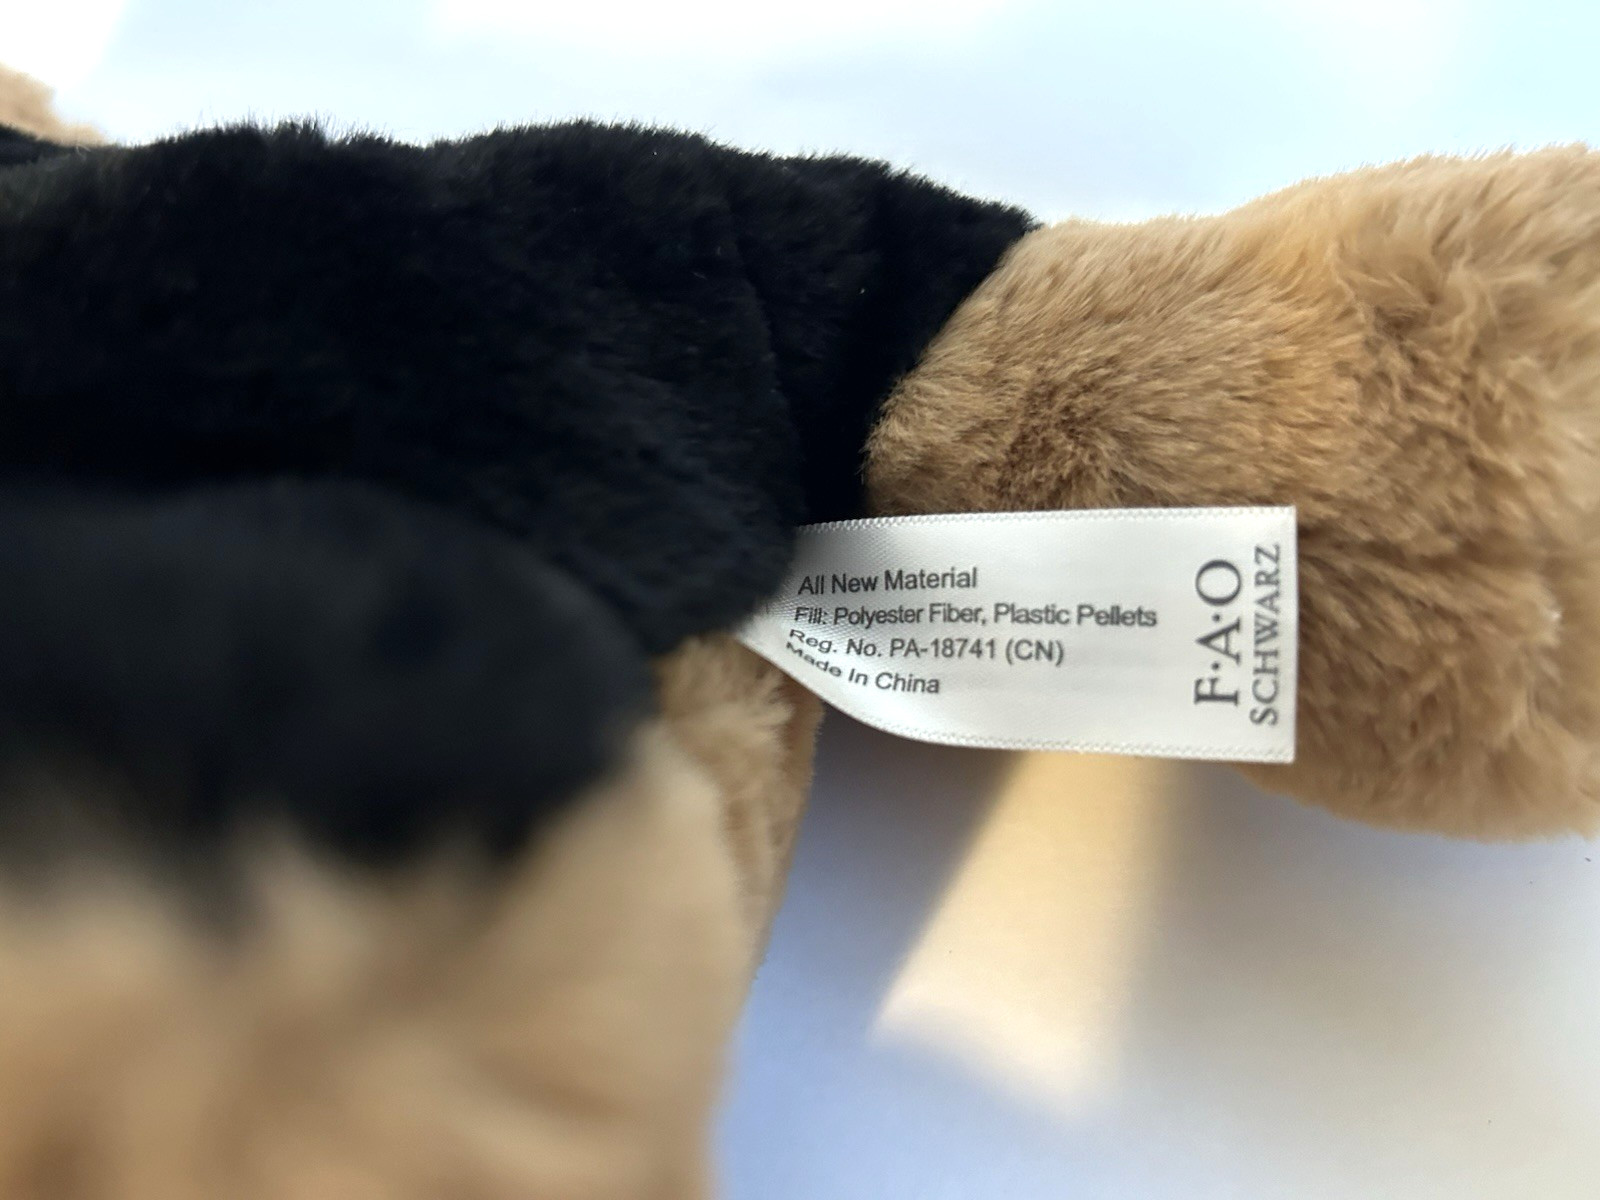 All New Material
Fill: Polyester Fiber, Plastic Pellets
Reg. No. PA-18741 (CN)
Made In China
F·A·O
SCHWARZ